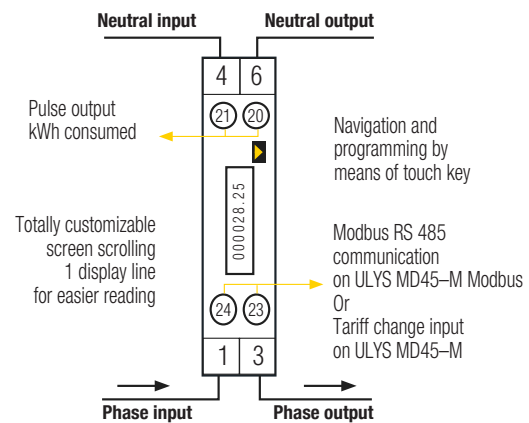 Neutral input
Neutral output
4 6
21 20
Pulse output
kWh consumed
Navigation and
programming by
means of touch key
000028.25
Totally customizable
screen scrolling
1 display line
for easier reading
Modbus RS 485
communication
on ULYS MD45–M Modbus
Or
Tariff change input
on ULYS MD45–M
24 23
1 3
Phase input
Phase output